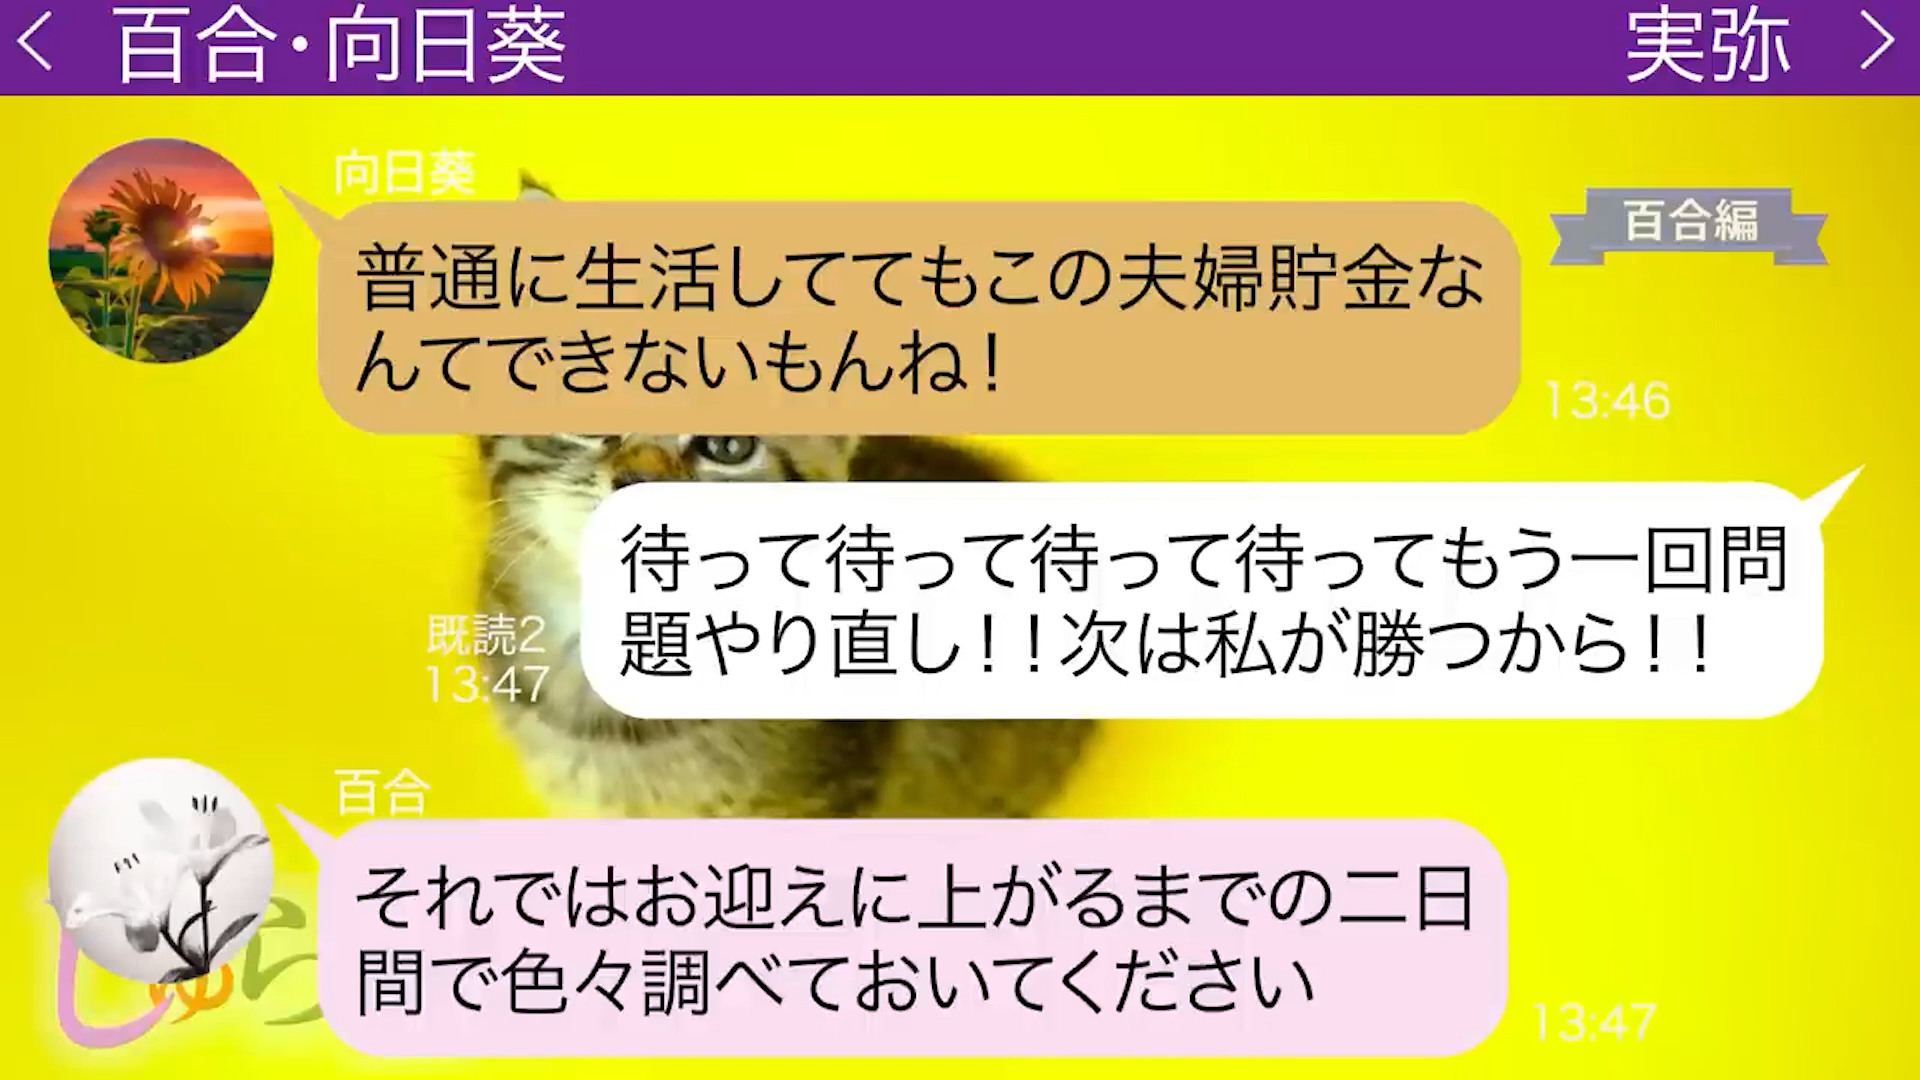 百合・向日葵
実弥
向日葵
百合編
普通に生活しててもこの夫婦貯金な
んてできないもんね！
13:46
待って待って待って待ってもう一回問
題やり直し！！次は私が勝つから！！
既読2
13:47
百合
それではお迎えに上がるまでの二日
間で色々調べておいてください
13:47